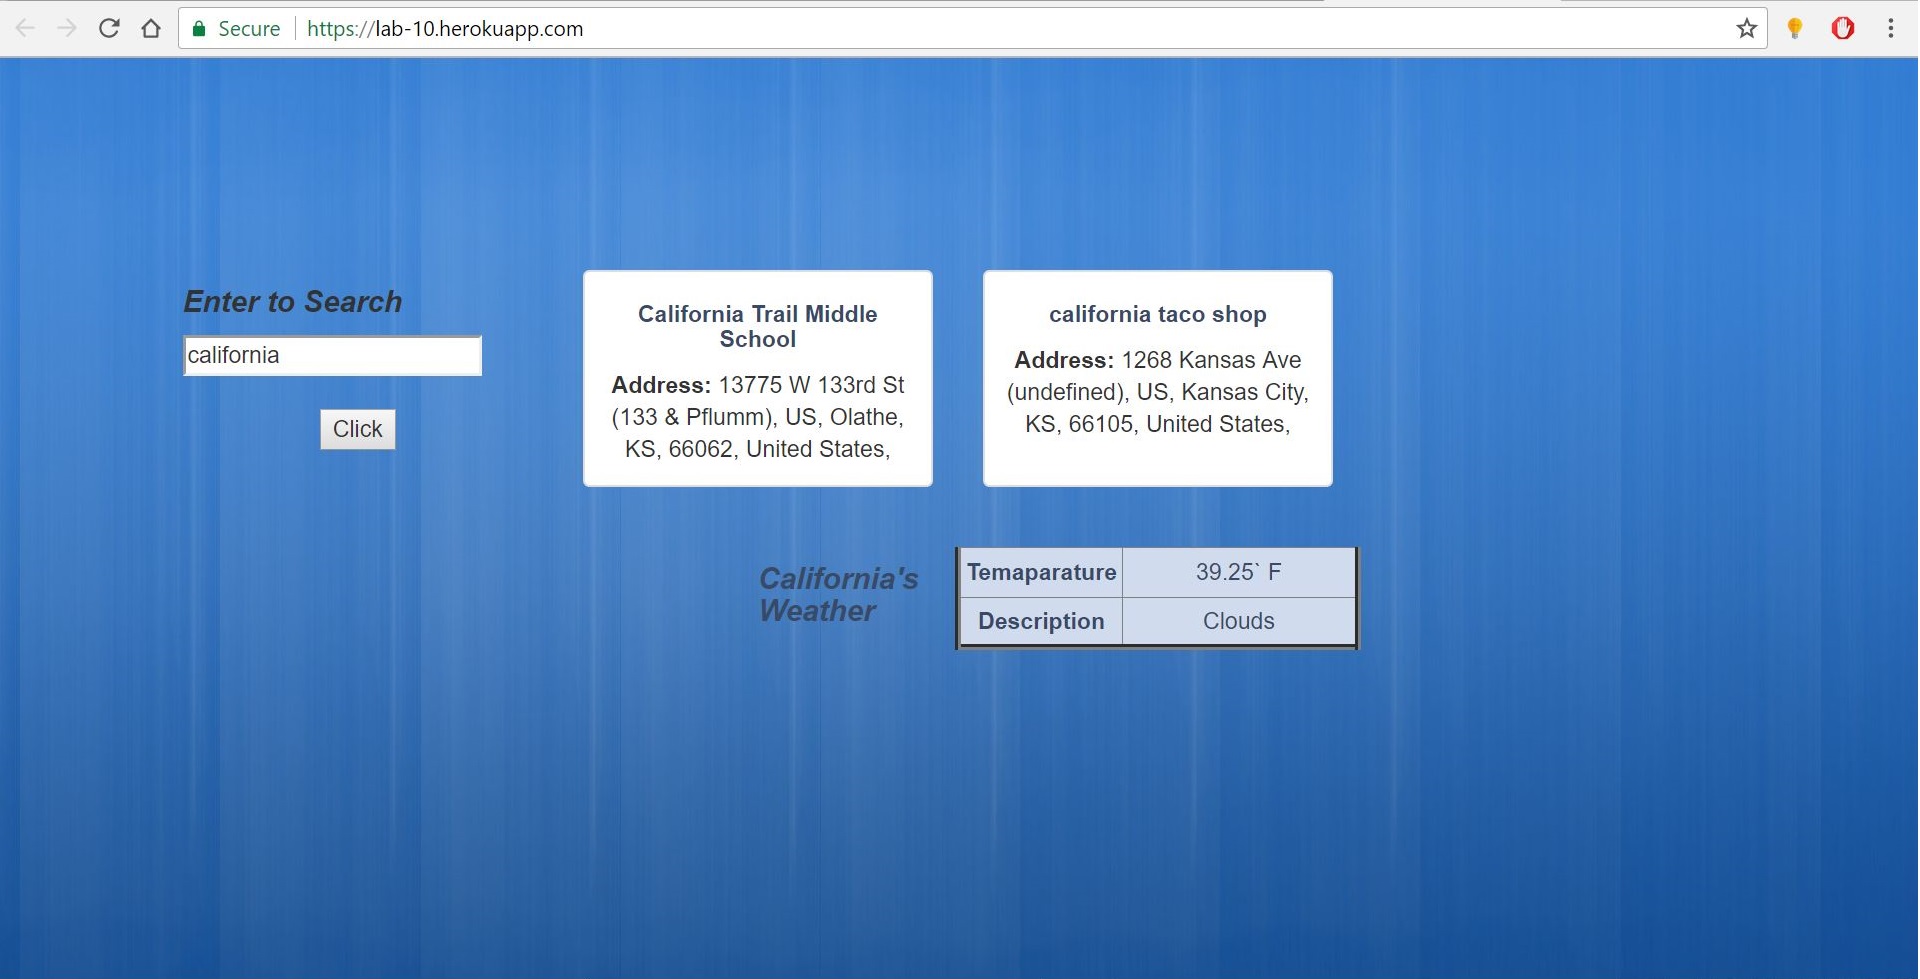 Secure https://lab-10.herokuapp.com
Enter to Search
california
Click
California Trail Middle
School
Address: 13775 W 133rd St
(133 & Pflumm), US, Olathe,
KS, 66062, United States,
california taco shop
Address: 1268 Kansas Ave
(undefined), US, Kansas City,
KS, 66105, United States,
California's
Weather
Temaparature 39.25` F
Description Clouds